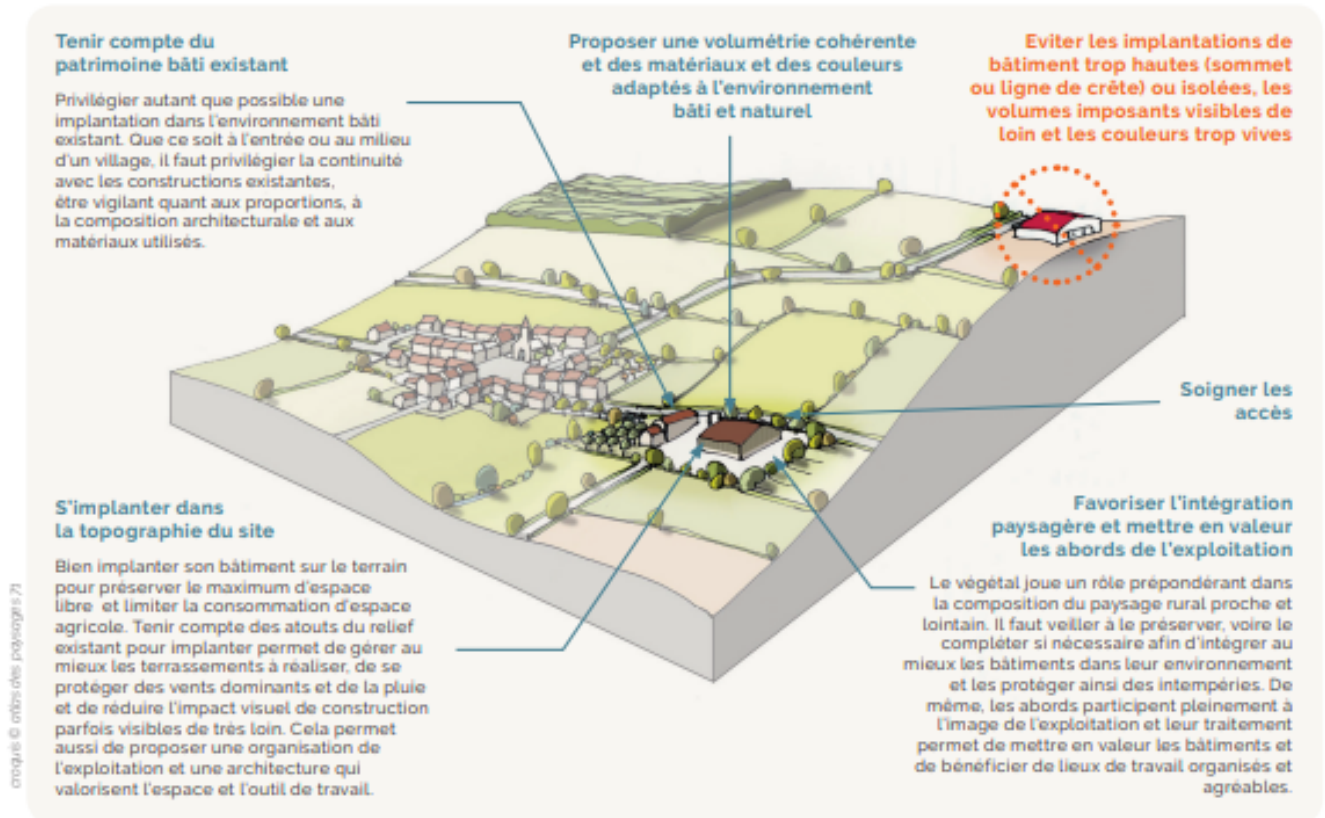 Tenir compte du
patrimoine bâti existant
Privilégier autant que possible une
implantation dans l'environnement bâti
existant. Que ce soit à l'entrée ou au milieu
d'un village, il faut privilégier la continuité
avec les constructions existantes,
être vigilant quant aux proportions, à
la composition architecturale et aux
matériaux utilisés.
Proposer une volumétrie cohérente
et des matériaux et des couleurs
adaptés à l'environnement
bâti et naturel
Eviter les implantations de
bâtiment trop hautes (sommet
ou ligne de crête) ou isolées, les
volumes imposants visibles de
loin et les couleurs trop vives
Soigner les
accès
S'implanter dans
la topographie du site
Bien implanter son bâtiment sur le terrain
pour préserver le maximum d'espace
libre et limiter la consommation d'espace
agricole. Tenir compte des atouts du relief
existant pour implanter permet de gérer au
mieux les terrassements à réaliser, de se
protéger des vents dominants et de la pluie
et de réduire l'impact visuel de construction
parfois visibles de très loin. Cela permet
aussi de proposer une organisation de
l'exploitation et une architecture qui
valorisent l'espace et l'outil de travail.
Favoriser l'intégration
paysagère et mettre en valeur
les abords de l'exploitation
Le végétal joue un rôle prépondérant dans
la composition du paysage rural proche et
lointain. Il faut veiller à le préserver, voire le
compléter si nécessaire afin d'intégrer au
mieux les bâtiments dans leur environnement
et les protéger ainsi des intempéries. De
même, les abords participent pleinement à
l'image de l'exploitation et leur traitement
permet de mettre en valeur les bâtiments et
de bénéficier de lieux de travail organisés et
agréables.
croquis © atlas des paysages 71